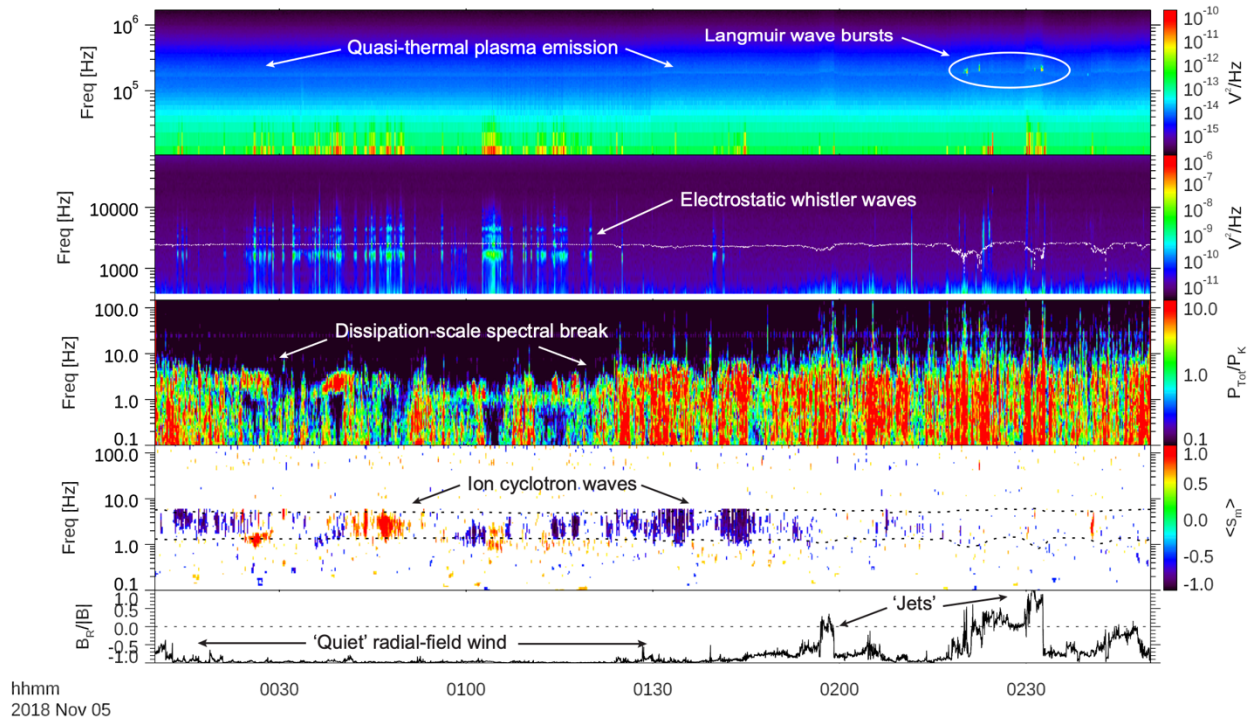 10⁶
Quasi-thermal plasma emission
Langmuir wave bursts
Freq [Hz]
10⁵
10⁻¹⁰
10⁻¹¹
10⁻¹²
10⁻¹³
10⁻¹⁴
10⁻¹⁵
V²/Hz
10000
Electrostatic whistler waves
Freq [Hz]
1000
10⁻⁶
10⁻⁷
10⁻⁸
10⁻⁹
10⁻¹⁰
10⁻¹¹
V²/Hz
100.0
Dissipation-scale spectral break
10.0
Freq [Hz]
1.0
0.1
10.0
1.0
0.1
P_Tot/P_K
100.0
Ion cyclotron waves
10.0
Freq [Hz]
1.0
0.1
1.0
0.5
0.0
-0.5
-1.0
<S_m>
1.0
0.5
'Jets'
B_R/|B|
0.0
'Quiet' radial-field wind
-0.5
-1.0
hhmm
0030
0100
0130
0200
0230
2018 Nov 05